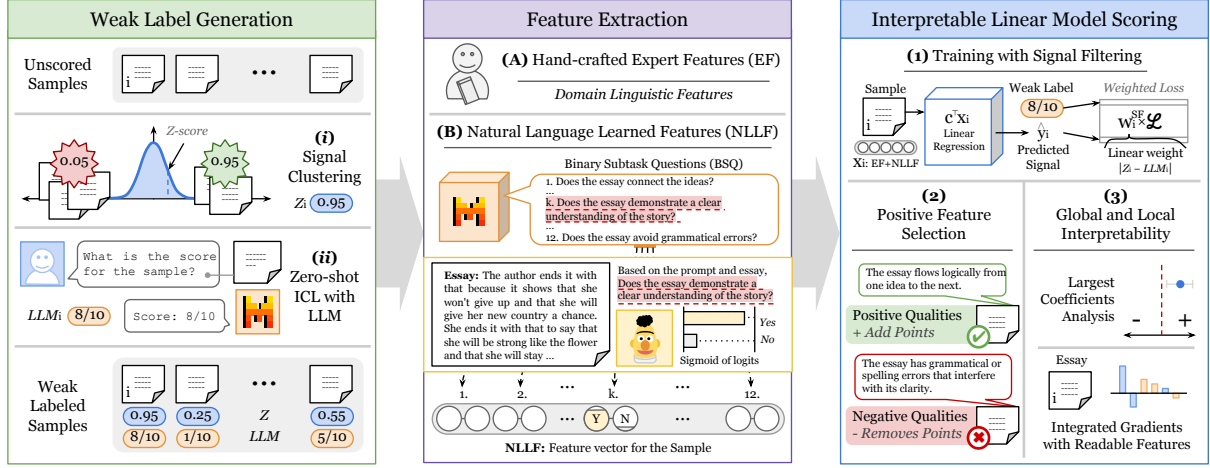 Weak Label Generation
Unscored
Samples
i
...
0.05
Z-score
0.95
(i)
Signal
Clustering
Zi 0.95
What is the score
for the sample?
(ii)
Zero-shot
ICL with
LLM
LLMi 8/10
Score: 8/10
Weak
Labeled
Samples
i
...
0.95 0.25 Z 0.55
8/10 1/10 LLM 5/10
Feature Extraction
(A) Hand-crafted Expert Features (EF)
Domain Linguistic Features
(B) Natural Language Learned Features (NLLF)
Binary Subtask Questions (BSQ)
1. Does the essay connect the ideas?
...
k. Does the essay demonstrate a clear
understanding of the story?
...
12. Does the essay avoid grammatical errors?
Essay: The author ends it with
that because it shows that she
won't give up and that she will
give her new country a chance.
She ends it with that to say that
she will be strong like the flower
and that she will stay ...
Based on the prompt and essay,
Does the essay demonstrate a
clear understanding of the story?
Yes
No
Sigmoid of logits
1. 2. ... k. ... 12.
... Y N ...
NLLF: Feature vector for the Sample
Interpretable Linear Model Scoring
(1) Training with Signal Filtering
Sample
i
Xi: EF+NLLF
c⊤xi
Linear
Regression
Weak Label
8/10
ŷi
Predicted
Signal
Weighted Loss
wiSF × ℒ
Linear weight
|Zi − LLMi|
(2)
Positive Feature
Selection
The essay flows logically from
one idea to the next.
Positive Qualities
+ Add Points
The essay has grammatical or
spelling errors that interfere
with its clarity.
Negative Qualities
- Removes Points
(3)
Global and Local
Interpretability
Largest
Coefficients
Analysis
- +
Essay
Integrated Gradients
with Readable Features